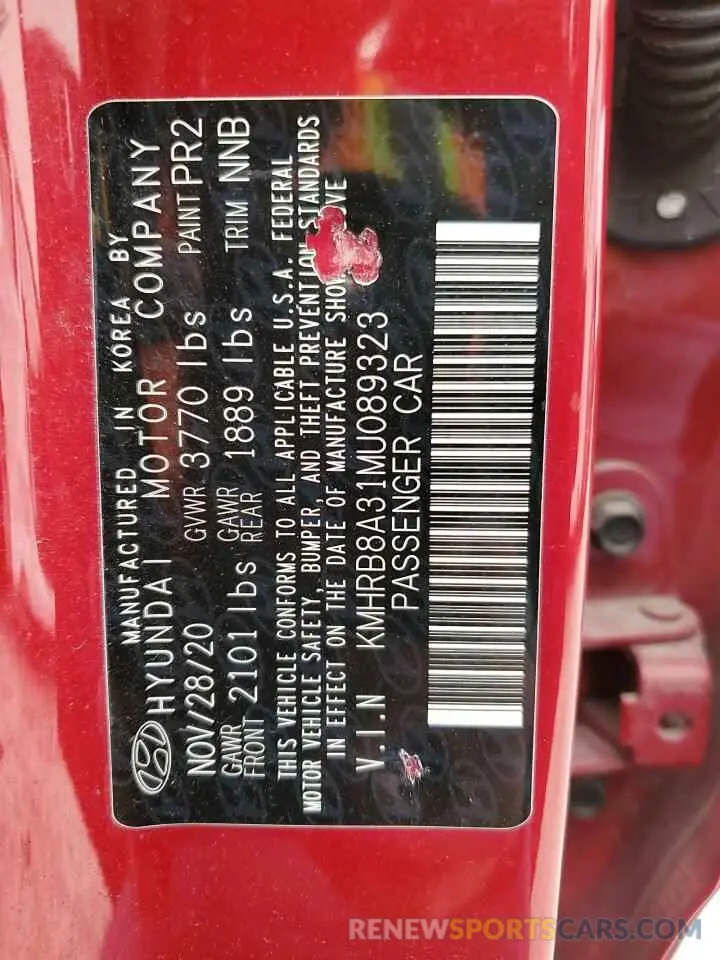 MANUFACTURED IN KOREA BY
HYUNDAI MOTOR COMPANY
NOV/28/20 GVWR 3770 lbs PAINT PR2
GAWR FRONT 2101 lbs GAWR REAR 1889 lbs TRIM NNB
THIS VEHICLE CONFORMS TO ALL APPLICABLE U.S.A. FEDERAL
MOTOR VEHICLE SAFETY, BUMPER, AND THEFT PREVENTION STANDARDS
IN EFFECT ON THE DATE OF MANUFACTURE
V.I.N KMHRB8A31MU089323
PASSENGER CAR
RENEWSPORTSCARS.COM